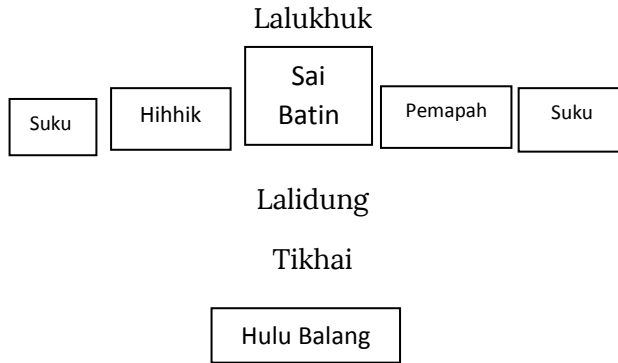 Lalukhuk
Suku Hihhik Sai Batin Pemapah Suku
Lalidung
Tikhai
Hulu Balang